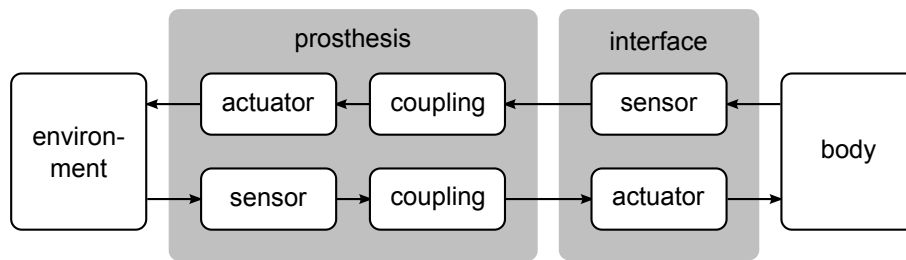 prosthesis
interface
actuator
coupling
sensor
environ-
ment
body
sensor
coupling
actuator